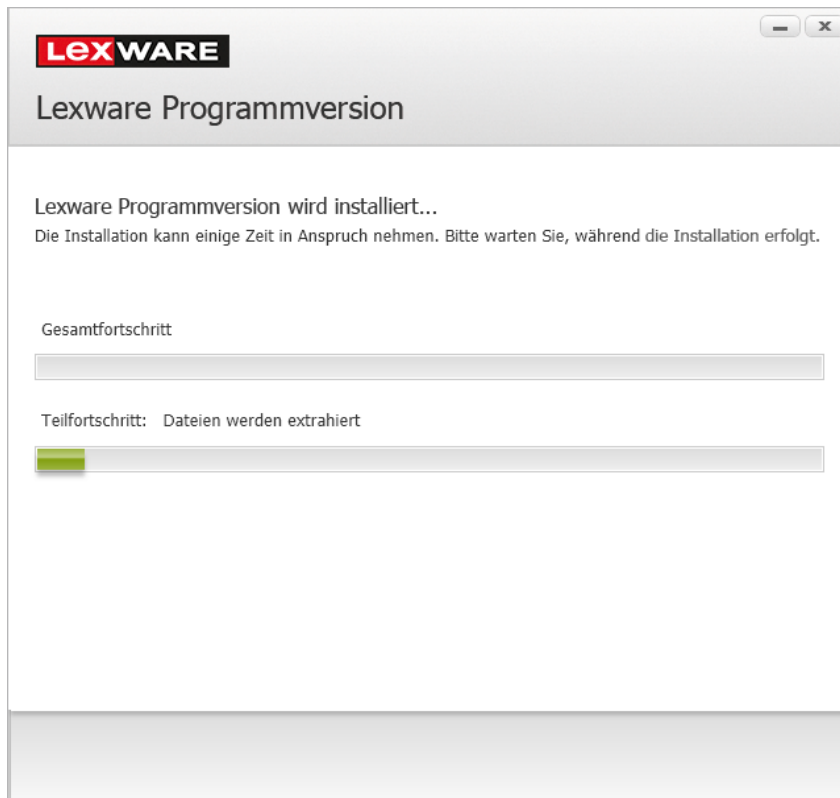 LEXWARE
Lexware Programmversion
Lexware Programmversion wird installiert...
Die Installation kann einige Zeit in Anspruch nehmen. Bitte warten Sie, während die Installation erfolgt.
Gesamtfortschritt
Teilfortschritt: Dateien werden extrahiert